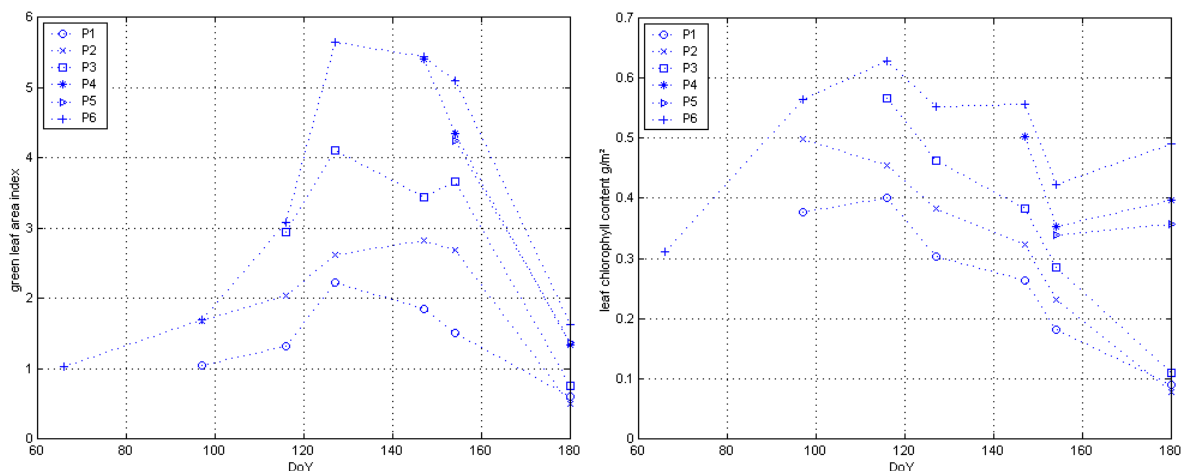 6
5
4
3
2
1
0
green leaf area index
P1
P2
P3
P4
P5
P6
60 80 100 120 140 160 180
DoY
0.7
0.6
0.5
0.4
0.3
0.2
0.1
0
leaf chlorophyll content g/m²
P1
P2
P3
P4
P5
P6
60 80 100 120 140 160 180
DoY